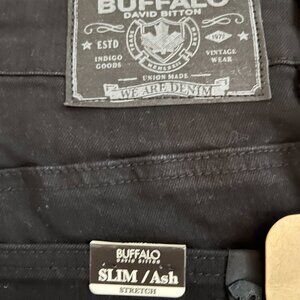 BUFFALO
DAVID BITTON
ESTD 1972
INDIGO GOODS VINTAGE WEAR
UNION MADE
WE ARE DENIM
BUFFALO
DAVID BITTON
SLIM / Ash
STRETCH